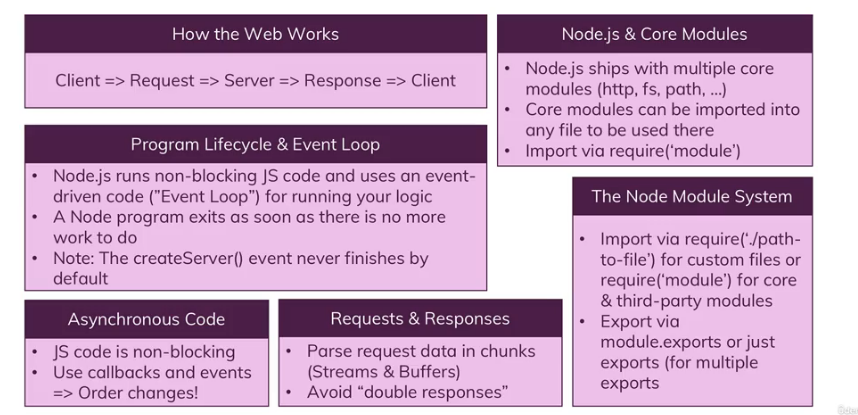 How the Web Works
Client => Request => Server => Response => Client
Node.js & Core Modules
• Node.js ships with multiple core
modules (http, fs, path, ...)
• Core modules can be imported into
any file to be used there
• Import via require(‘module’)
Program Lifecycle & Event Loop
• Node.js runs non-blocking JS code and uses an event-
driven code (”Event Loop”) for running your logic
• A Node program exits as soon as there is no more
work to do
• Note: The createServer() event never finishes by
default
The Node Module System
• Import via require(‘./path-
to-file’) for custom files or
require(‘module’) for core
& third-party modules
• Export via
module.exports or just
exports (for multiple
exports
Asynchronous Code
• JS code is non-blocking
• Use callbacks and events
=> Order changes!
Requests & Responses
• Parse request data in chunks
(Streams & Buffers)
• Avoid “double responses”